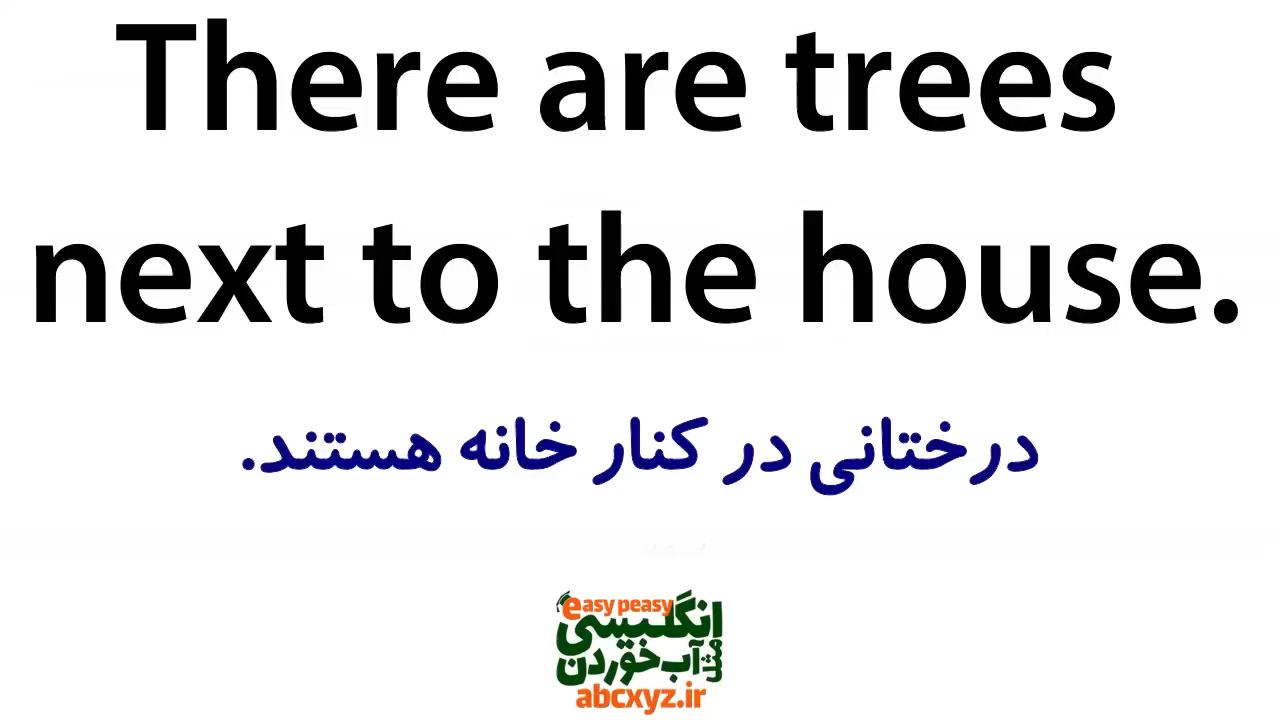 There are trees
next to the house.
درختانی در کنار خانه هستند.
easy peasy
انگلیسی
مثل آب خوردن
abcxyz.ir